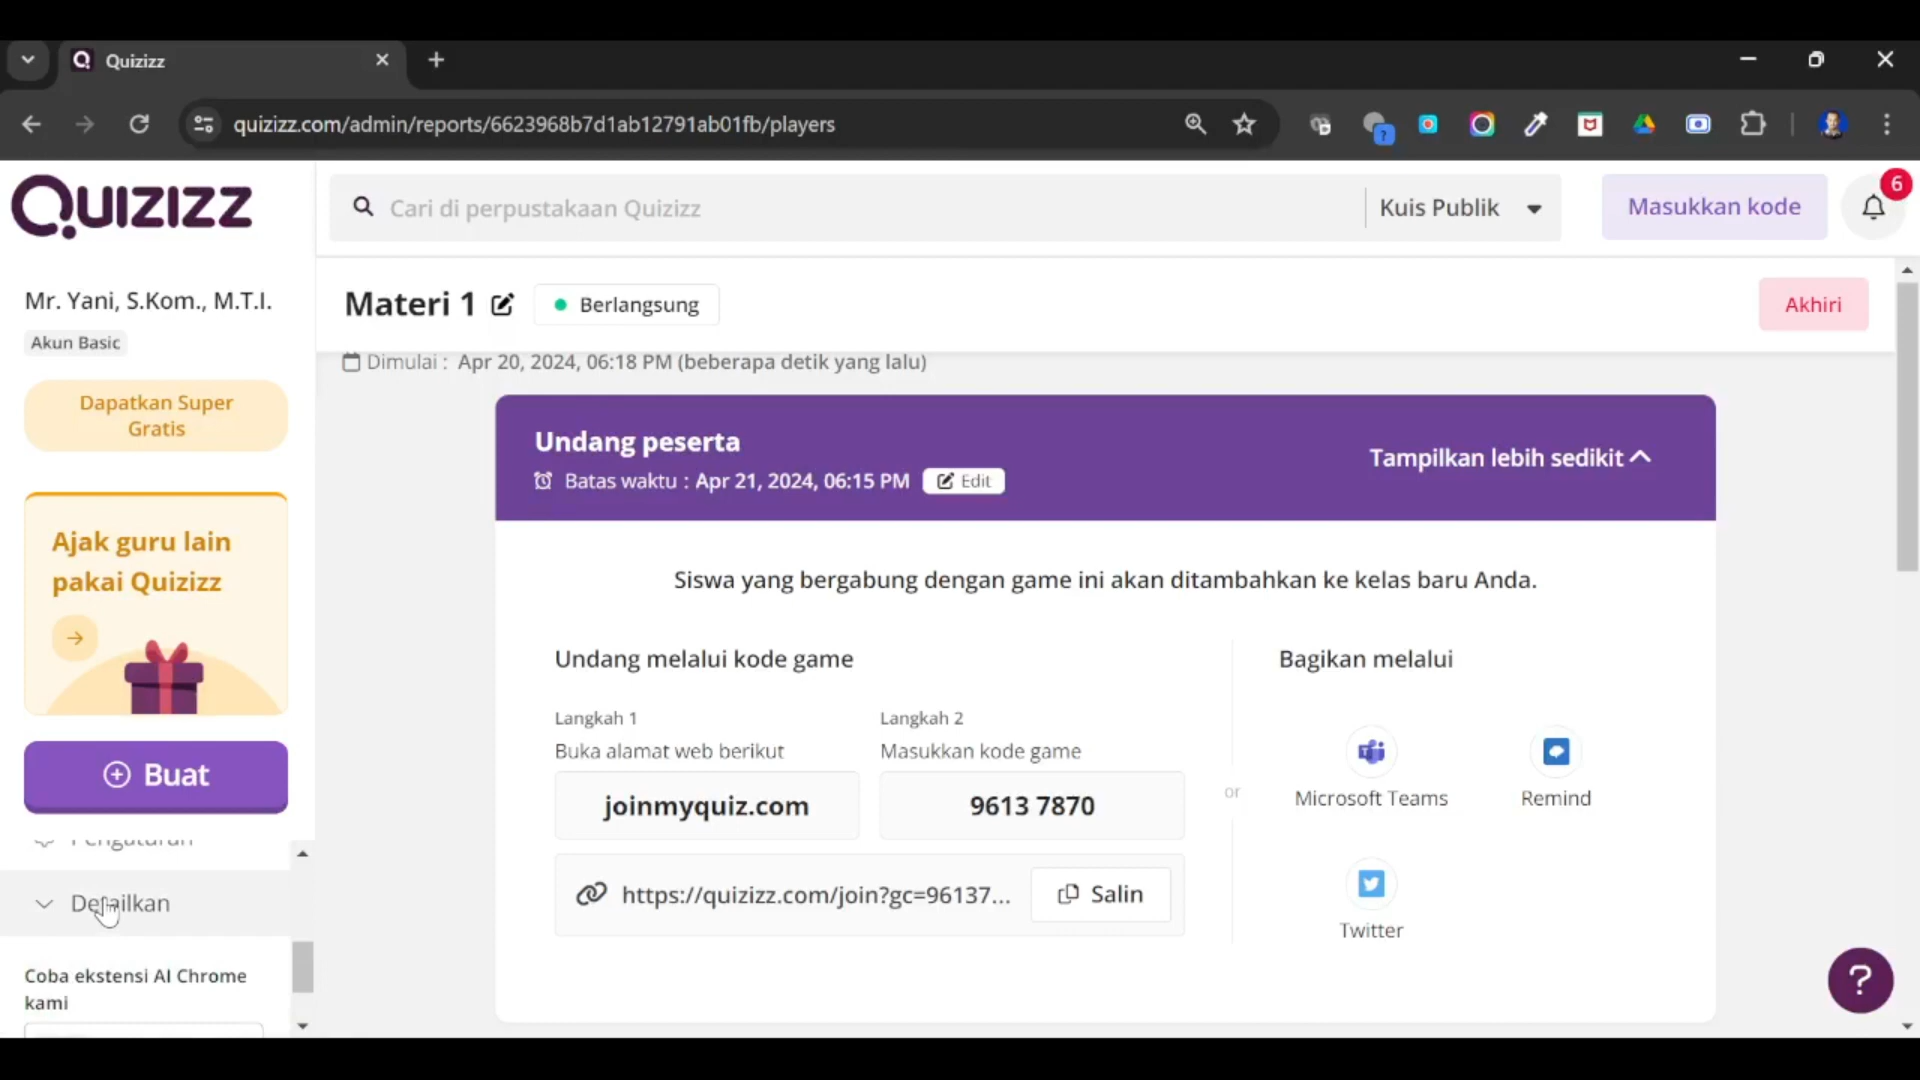 Quizizz
quizizz.com/admin/reports/6623968b7d1ab12791ab01fb/players
QUIZIZZ
Cari di perpustakaan Quizizz
Kuis Publik
Masukkan kode
6
Mr. Yani, S.Kom., M.T.I.
Akun Basic
Dapatkan Super
Gratis
Ajak guru lain
pakai Quizizz
Buat
Pengaturan
Detailkan
Coba ekstensi AI Chrome
kami
Materi 1
Berlangsung
Akhiri
Dimulai : Apr 20, 2024, 06:18 PM (beberapa detik yang lalu)
Undang peserta
Batas waktu : Apr 21, 2024, 06:15 PM
Edit
Tampilkan lebih sedikit
Siswa yang bergabung dengan game ini akan ditambahkan ke kelas baru Anda.
Undang melalui kode game
Langkah 1
Buka alamat web berikut
joinmyquiz.com
Langkah 2
Masukkan kode game
9613 7870
https://quizizz.com/join?gc=96137...
Salin
or
Bagikan melalui
Microsoft Teams
Remind
Twitter
?